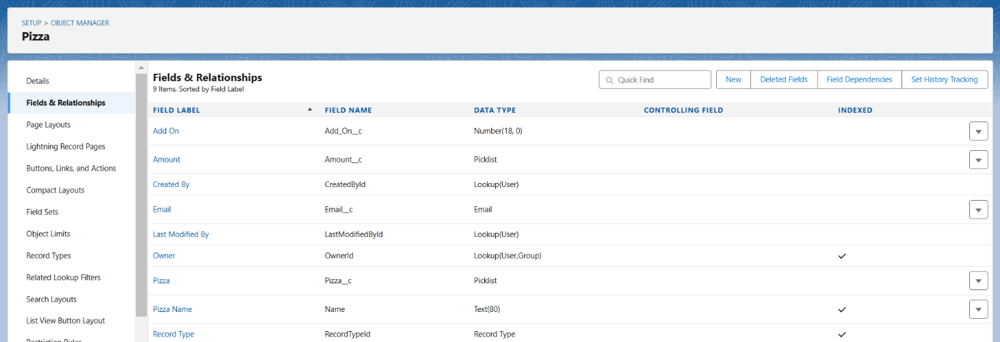 SETUP > OBJECT MANAGER
Pizza
Details
Fields & Relationships
Page Layouts
Lightning Record Pages
Buttons, Links, and Actions
Compact Layouts
Field Sets
Object Limits
Record Types
Related Lookup Filters
Search Layouts
List View Button Layout
Restriction Rules
Fields & Relationships
9 Items, Sorted by Field Label
Quick Find
New
Deleted Fields
Field Dependencies
Set History Tracking
FIELD LABEL FIELD NAME DATA TYPE CONTROLLING FIELD INDEXED
Add On Add_On__c Number(18, 0)
Amount Amount__c Picklist
Created By CreatedById Lookup(User)
Email Email__c Email
Last Modified By LastModifiedById Lookup(User)
Owner OwnerId Lookup(User,Group)
Pizza Pizza__c Picklist
Pizza Name Name Text(80)
Record Type RecordTypeId Record Type